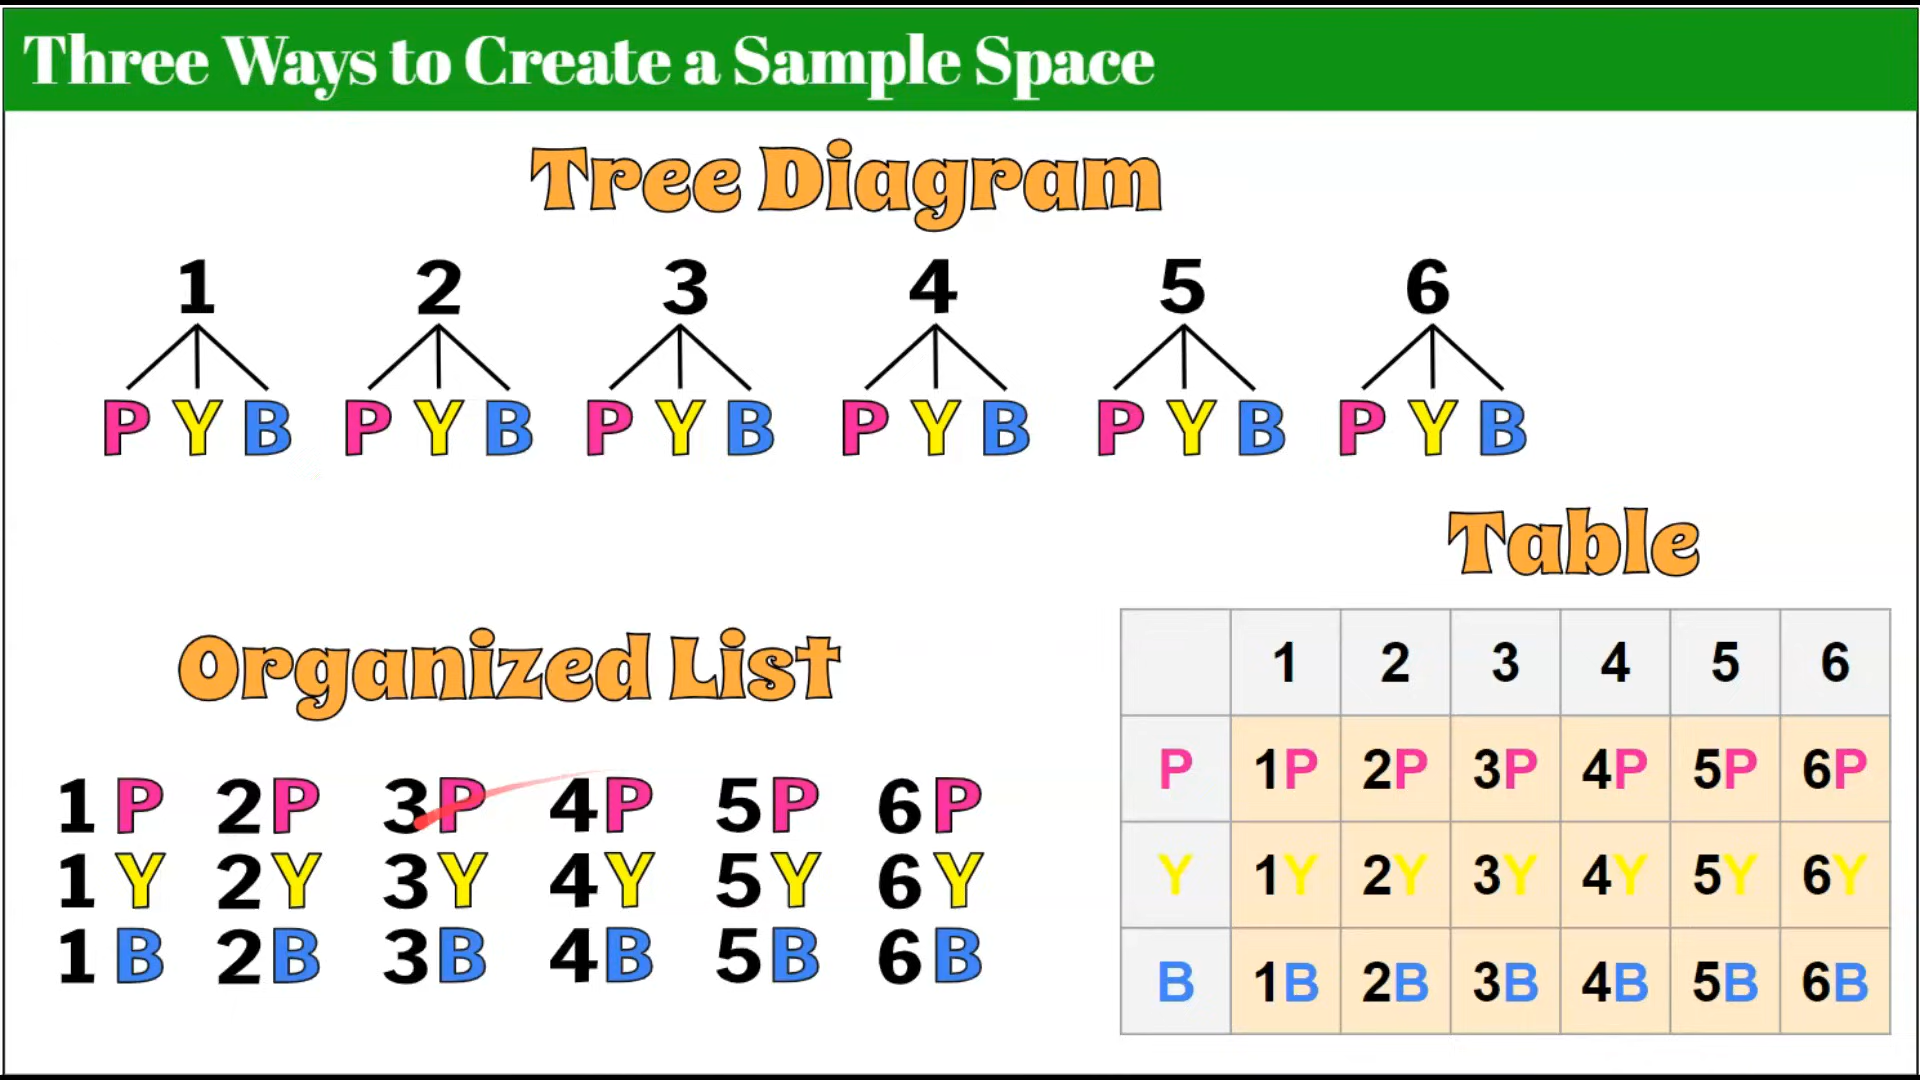 Three Ways to Create a Sample Space
Tree Diagram
1 2 3 4 5 6
P Y B P Y B P Y B P Y B P Y B P Y B
Organized List
1P 2P 3P 4P 5P 6P
1Y 2Y 3Y 4Y 5Y 6Y
1B 2B 3B 4B 5B 6B
Table
1 2 3 4 5 6
P 1P 2P 3P 4P 5P 6P
Y 1Y 2Y 3Y 4Y 5Y 6Y
B 1B 2B 3B 4B 5B 6B